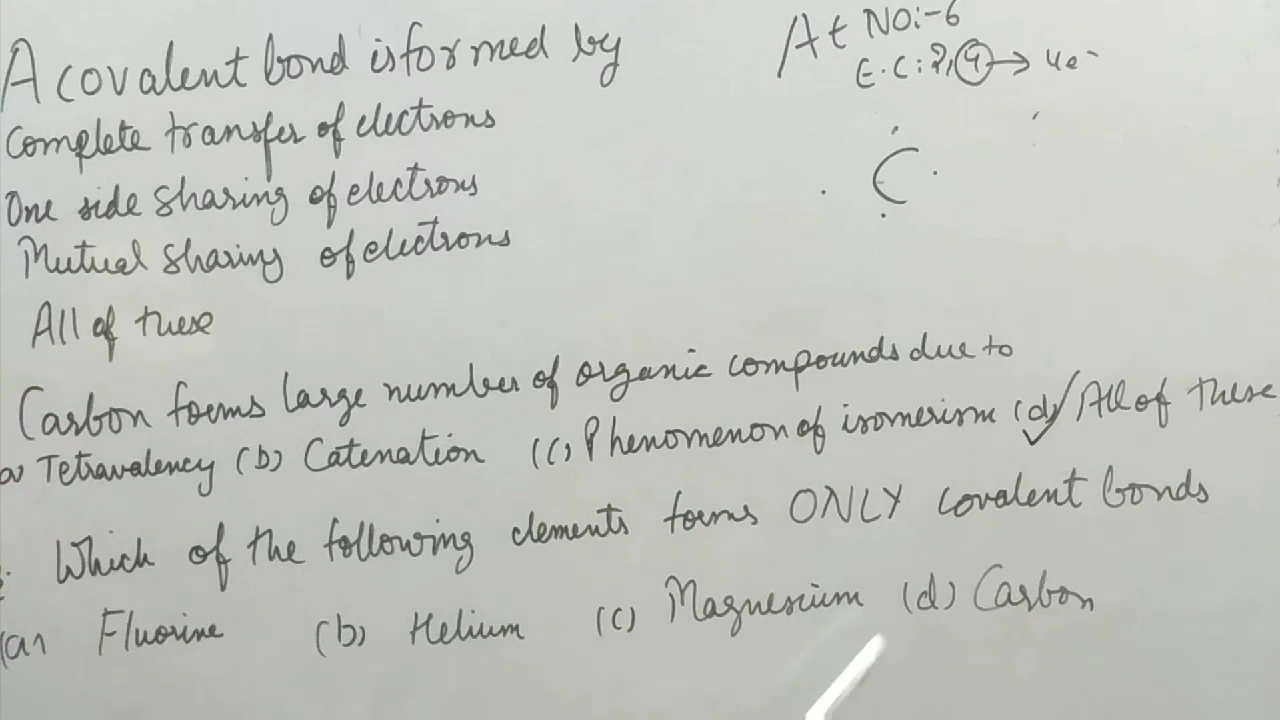 A covalent bond is formed by
Complete transfer of electrons
One side sharing of electrons
Mutual sharing of electrons
All of these
At No:-6
E.C:2,4 → 4e-
C
Carbon forms large number of organic compounds due to
a) Tetravalency (b) Catenation (c) Phenomenon of isomerism (d) All of these
Which of the following elements forms ONLY covalent bonds
(a) Fluorine (b) Helium (c) Magnesium (d) Carbon